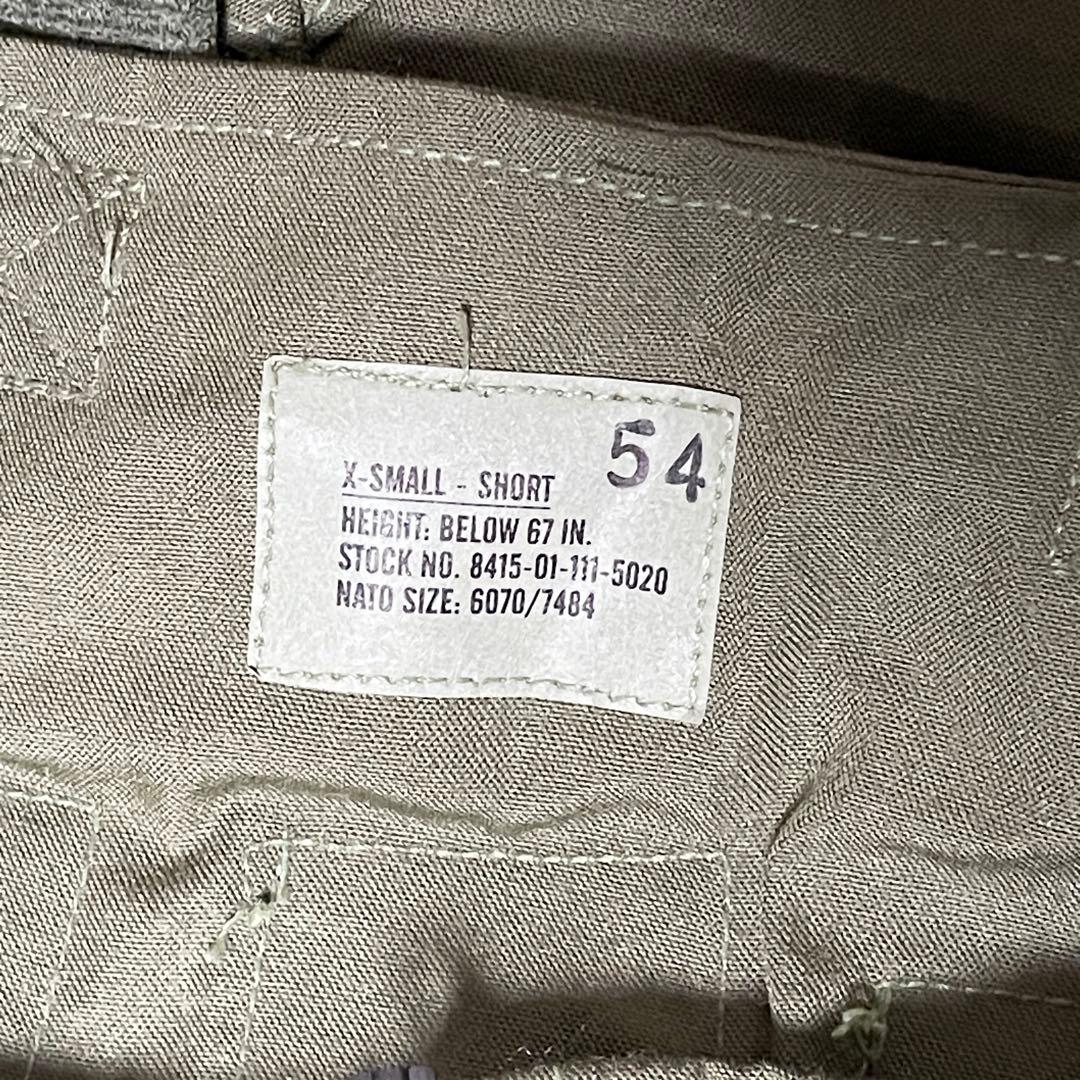 54
X-SMALL - SHORT
HEIGHT: BELOW 67 IN.
STOCK NO. 8415-01-111-5020
NATO SIZE: 6070/7484